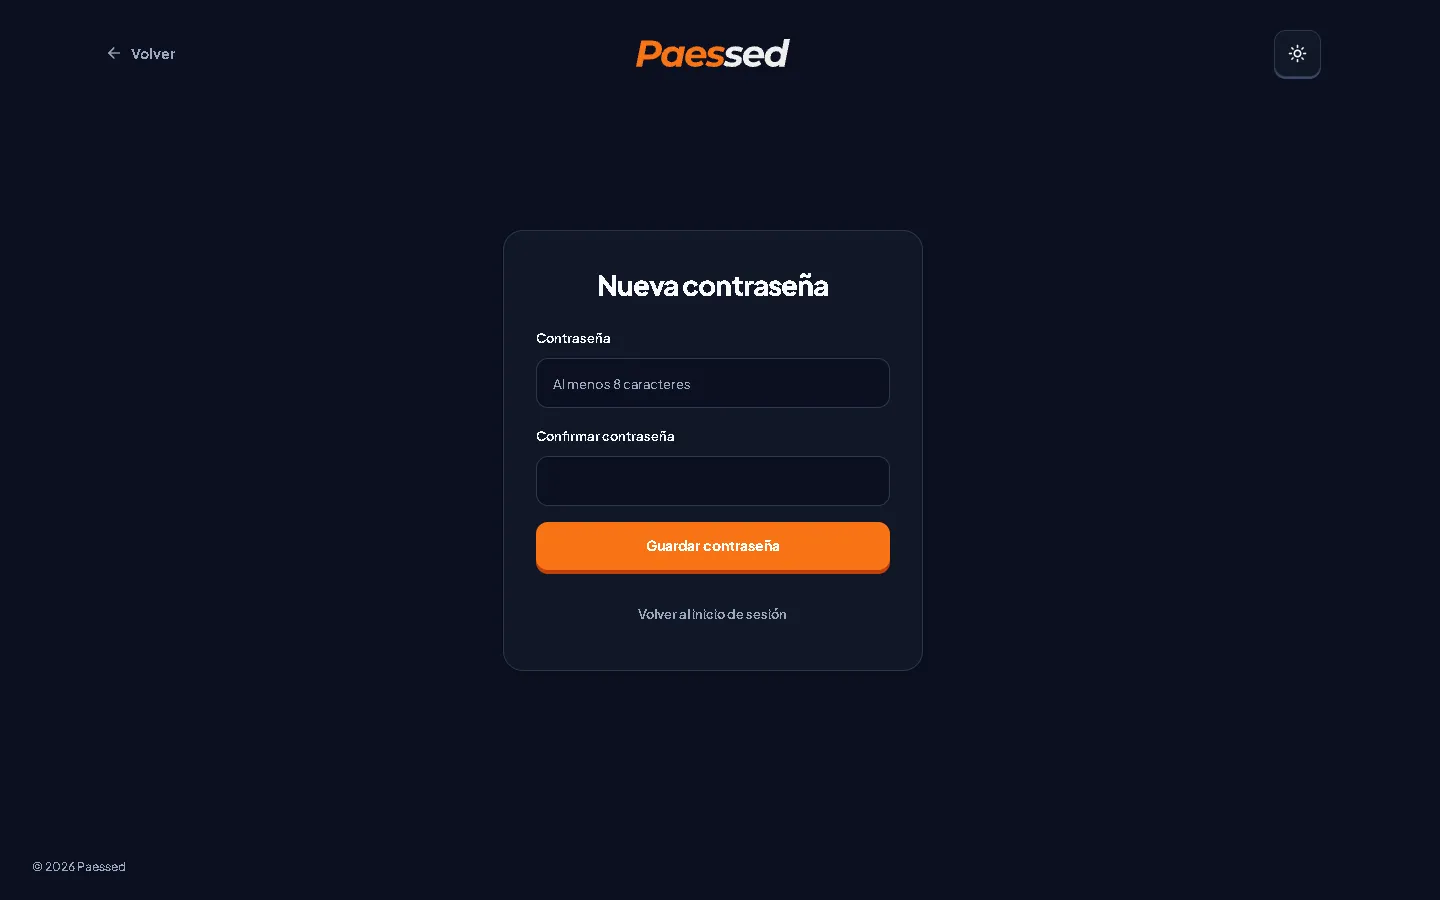 Volver
Paessed
Nueva contraseña
Contraseña
Al menos 8 caracteres
Confirmar contraseña
Guardar contraseña
Volver al inicio de sesión
© 2026 Paessed